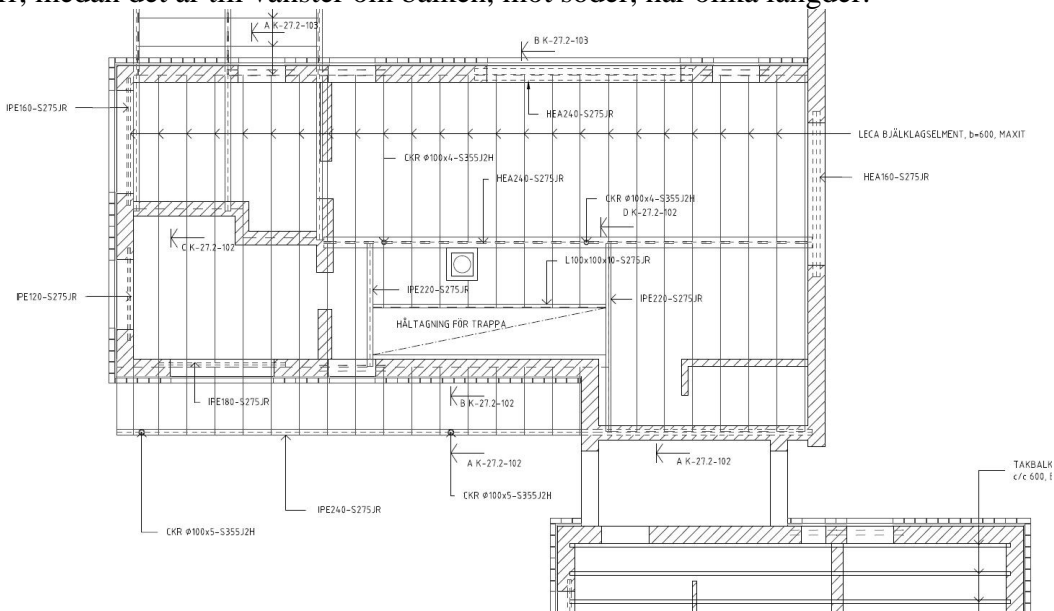 A K-27.2-103
B K-27.2-103
IPE160-S275JR
HEA240-S275JR
LECA BJÄLKLAGSELMENT, b=600, MAXIT
CKR Ø100x4-S355J2H
HEA240-S275JR
HEA160-S275JR
CKR Ø100x4-S355J2H
D K-27.2-102
C K-27.2-102
L100x100x10-S275JR
IPE220-S275JR
IPE120-S275JR
IPE220-S275JR
HÅLTAGNING FÖR TRAPPA
IPE180-S275JR
B K-27.2-102
A K-27.2-102
A K-27.2-102
TAKBALK
c/c 600,
CKR Ø100x5-S355J2H
IPE240-S275JR
CKR Ø100x5-S355J2H